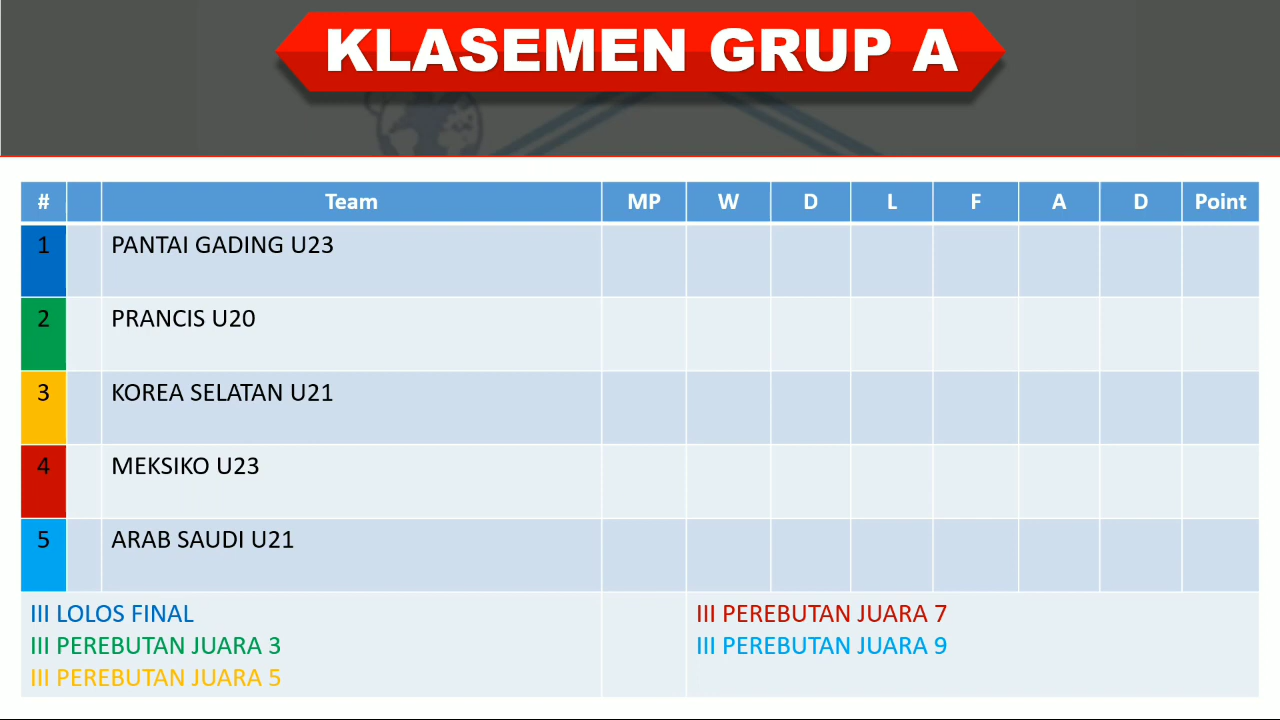 KLASEMEN GRUP A
# Team MP W D L F A D Point
1 PANTAI GADING U23
2 PRANCIS U20
3 KOREA SELATAN U21
4 MEKSIKO U23
5 ARAB SAUDI U21
III LOLOS FINAL
III PEREBUTAN JUARA 3
III PEREBUTAN JUARA 5
III PEREBUTAN JUARA 7
III PEREBUTAN JUARA 9